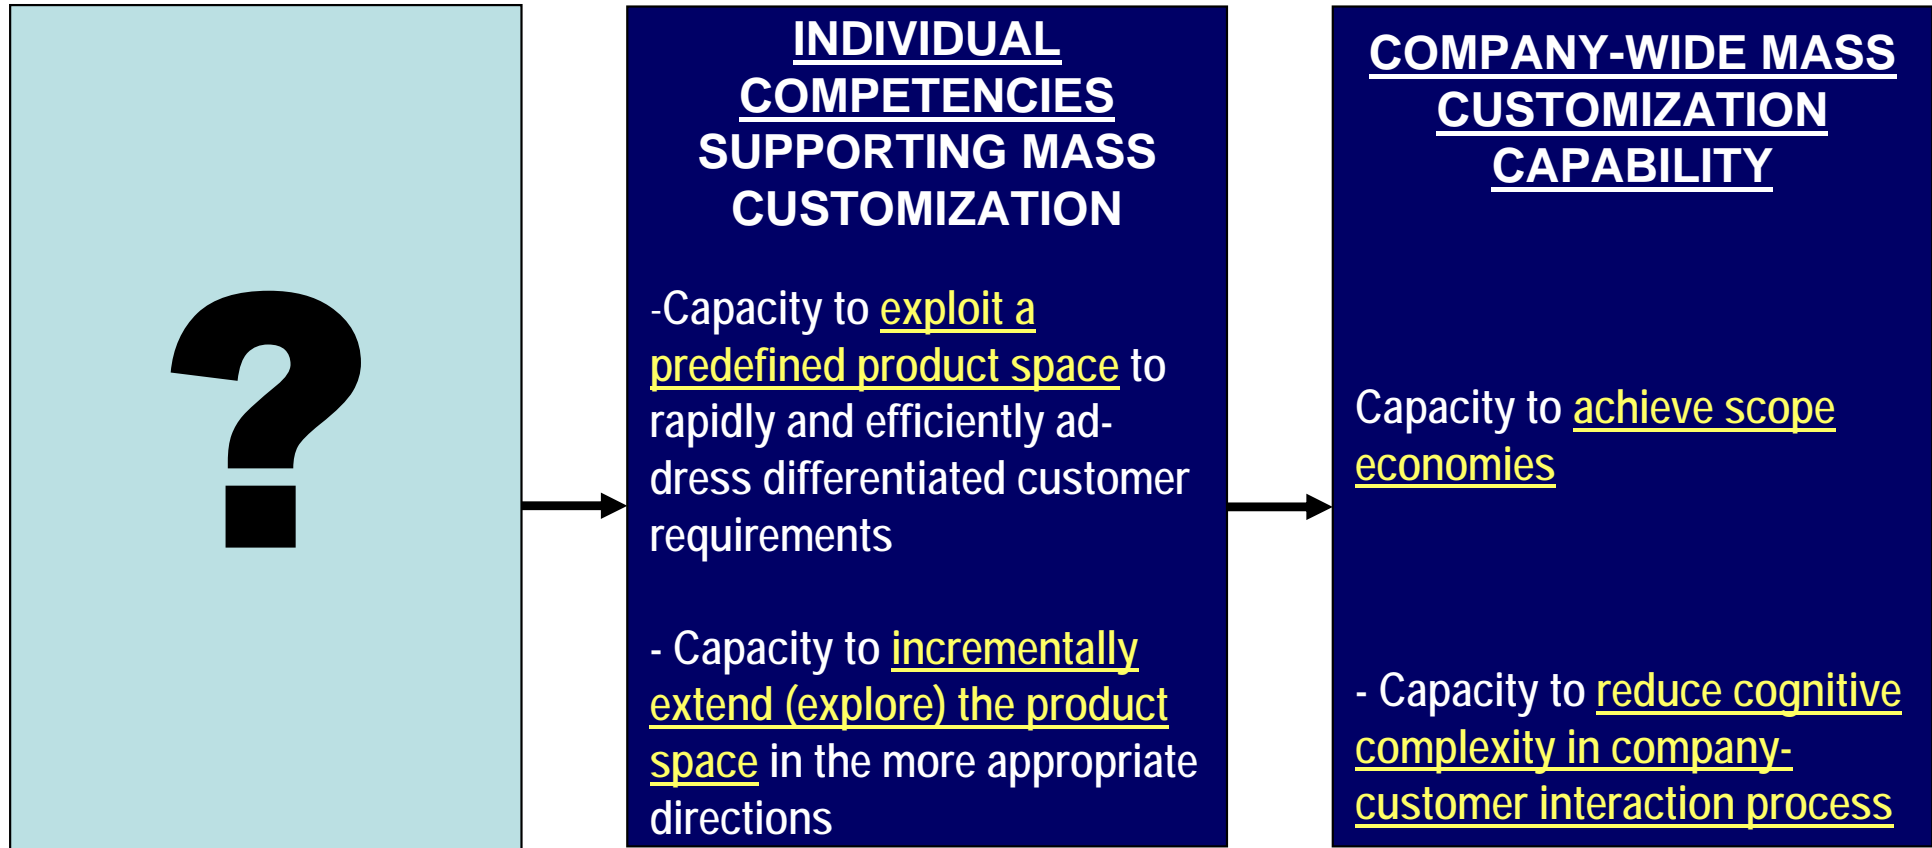 ?
INDIVIDUAL
COMPETENCIES
SUPPORTING MASS
CUSTOMIZATION
-Capacity to exploit a
predefined product space to
rapidly and efficiently ad-
dress differentiated customer
requirements
- Capacity to incrementally
extend (explore) the product
space in the more appropriate
directions
COMPANY-WIDE MASS
CUSTOMIZATION
CAPABILITY
Capacity to achieve scope
economies
- Capacity to reduce cognitive
complexity in company-
customer interaction process